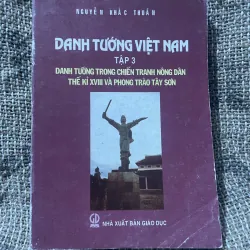 NGUYỄN KHẮC THUẦN
DANH TƯỚNG VIỆT NAM
TẬP 3
DANH TƯỚNG TRONG CHIẾN TRANH NÔNG DÂN
THẾ KỈ XVIII VÀ PHONG TRÀO TÂY SƠN
NHÀ XUẤT BẢN GIÁO DỤC